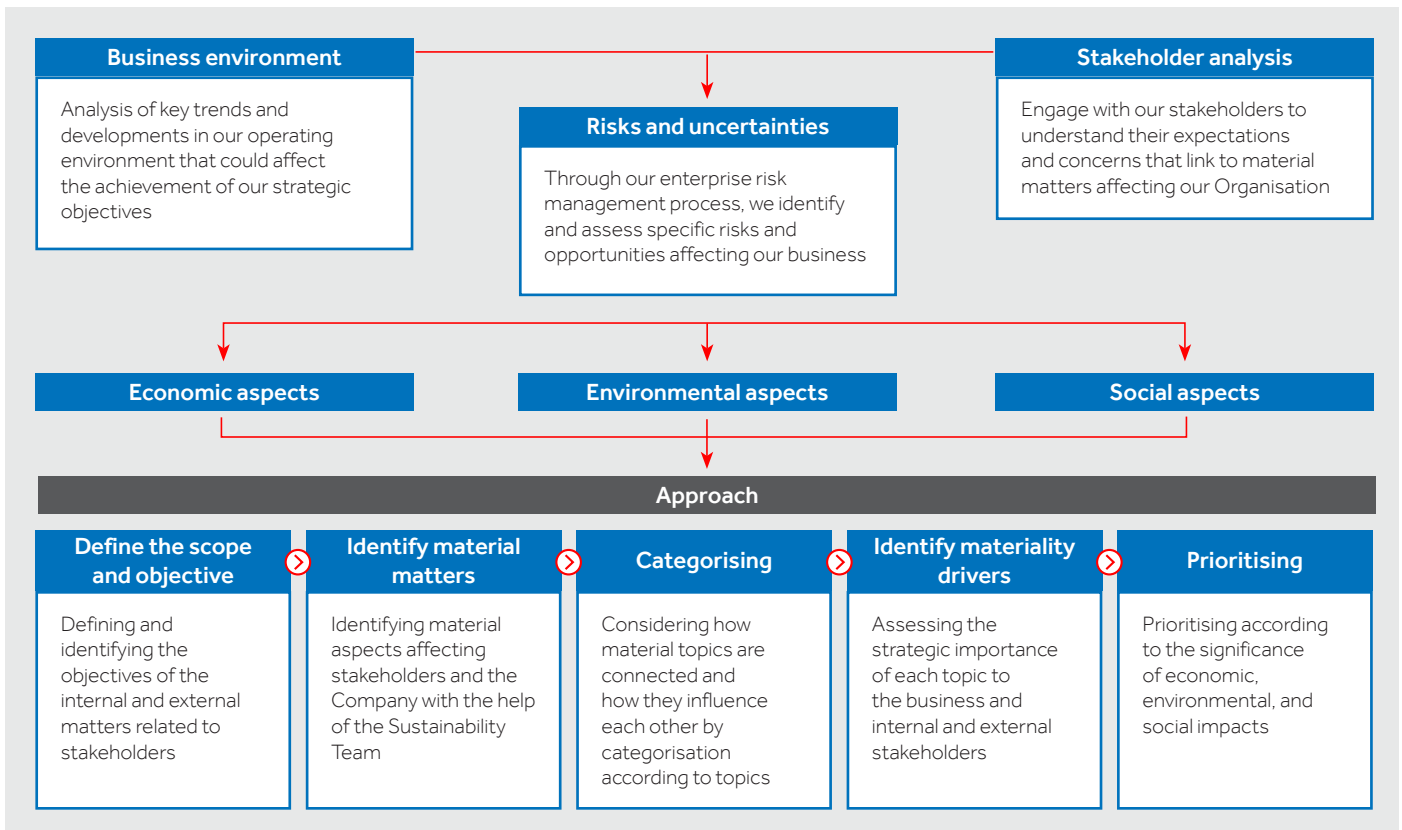 Business environment
Analysis of key trends and
developments in our operating
environment that could affect
the achievement of our strategic
objectives
Risks and uncertainties
Through our enterprise risk
management process, we identify
and assess specific risks and
opportunities affecting our business
Stakeholder analysis
Engage with our stakeholders to
understand their expectations
and concerns that link to material
matters affecting our Organisation
Economic aspects
Environmental aspects
Social aspects
Approach
Define the scope
and objective
Defining and
identifying the
objectives of the
internal and external
matters related to
stakeholders
Identify material
matters
Identifying material
aspects affecting
stakeholders and the
Company with the help
of the Sustainability
Team
Categorising
Considering how
material topics are
connected and
how they influence
each other by
categorisation
according to topics
Identify materiality
drivers
Assessing the
strategic importance
of each topic to
the business and
internal and external
stakeholders
Prioritising
Prioritising according
to the significance
of economic,
environmental, and
social impacts